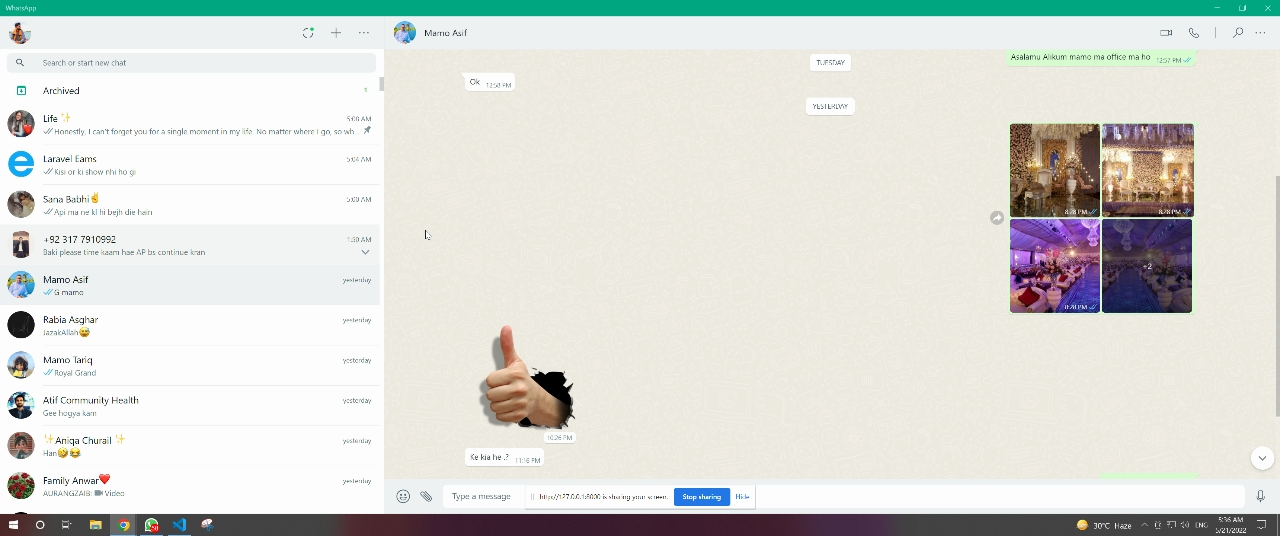 WhatsApp
Mamo Asif
Search or start new chat
Archived
Life
5:00 AM
Honestly, I can't forget you for a single moment in my life. No matter where I go, so wh...
Laravel Eams
5:04 AM
Kisi or ki show nhi ho gi
Sana Babhi
5:00 AM
Api ma ne kl hi bejh die hain
+92 317 7910992
1:50 AM
Baki please time kaam hae AP bs continue kran
Mamo Asif
yesterday
G mamo
Rabia Asghar
yesterday
JazakAllah
Mamo Tariq
yesterday
Royal Grand
Atif Community Health
yesterday
Gee hogya kam
Aniqa Churail
yesterday
Han
Family Anwar
yesterday
AURANGZAIB: Video
Asalamu Alikum mamo ma office ma ho 12:57 PM
TUESDAY
Ok 12:58 PM
YESTERDAY
8:28 PM
8:28 PM
8:28 PM
+2
10:26 PM
Ke kia he .? 11:16 PM
Type a message
http://127.0.0.1:8000 is sharing your screen.
Stop sharing
Hide
30°C Haze
ENG
5:36 AM
5/21/2022